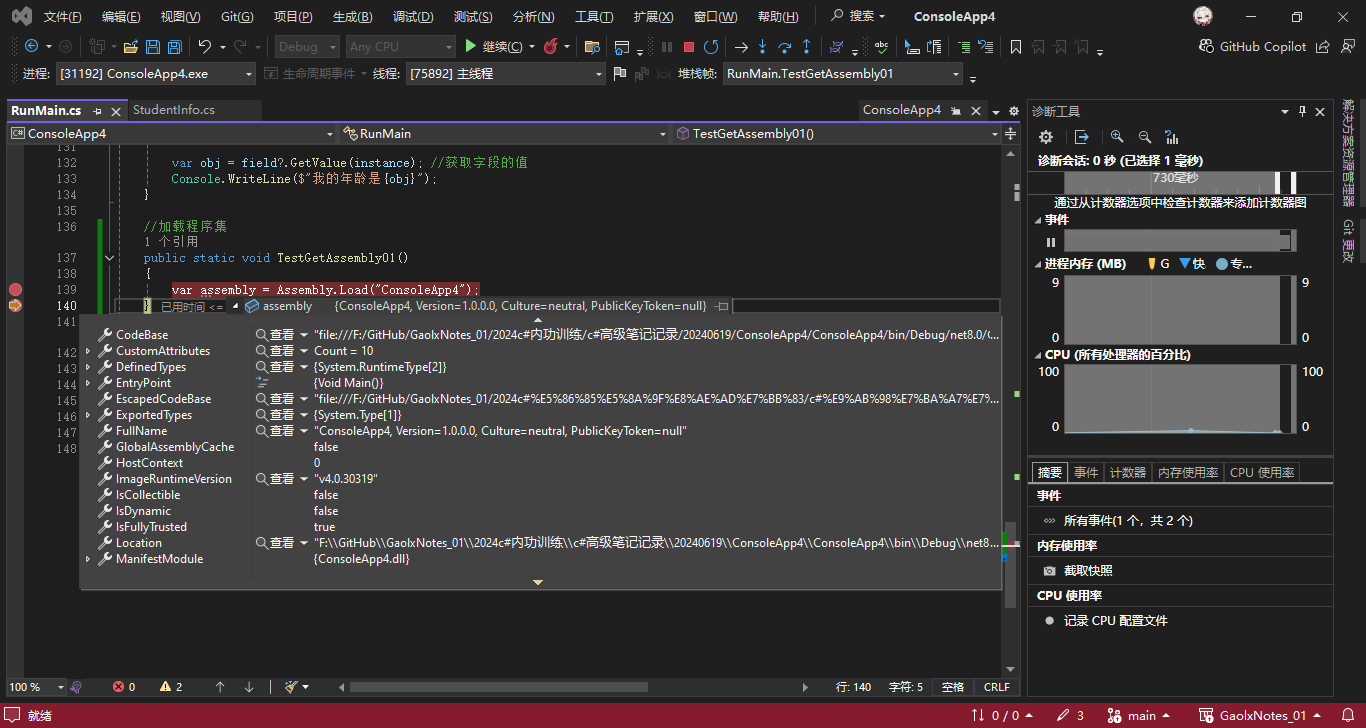 文件(F) 编辑(E) 视图(V) Git(G) 项目(P) 生成(B) 调试(D) 测试(S) 分析(N) 工具(T) 扩展(X) 窗口(W) 帮助(H) 搜索 ConsoleApp4
Debug Any CPU 继续(C) GitHub Copilot
进程: [31192] ConsoleApp4.exe 生命周期事件 线程: [75892] 主线程 堆栈帧: RunMain.TestGetAssembly01
RunMain.cs StudentInfo.cs ConsoleApp4
ConsoleApp4 RunMain TestGetAssembly01()
131
132 var obj = field?.GetValue(instance); //获取字段的值
133 Console.WriteLine($"我的年龄是{obj}");
134 }
135
136 //加载程序集
1 个引用
137 public static void TestGetAssembly01()
138 {
139 var assembly = Assembly.Load("ConsoleApp4");
140 } 已用时间 <= assembly {ConsoleApp4, Version=1.0.0.0, Culture=neutral, PublicKeyToken=null}
141
142
143
144
145
146
147
148
CodeBase 查看 "file:///F:/GitHub/GaolxNotes_01/2024c#内功训练/c#高级笔记记录/20240619/ConsoleApp4/ConsoleApp4/bin/Debug/net8.0/C...
CustomAttributes 查看 Count = 10
DefinedTypes 查看 {System.RuntimeType[2]}
EntryPoint {Void Main()}
EscapedCodeBase 查看 "file:///F:/GitHub/GaolxNotes_01/2024c#%E5%86%85%E5%8A%9F%E8%AE%AD%E7%BB%83/c#%E9%AB%98%E7%BA%A7%E7%...
ExportedTypes 查看 {System.Type[1]}
FullName 查看 "ConsoleApp4, Version=1.0.0.0, Culture=neutral, PublicKeyToken=null"
GlobalAssemblyCache false
HostContext 0
ImageRuntimeVersion 查看 "v4.0.30319"
IsCollectible false
IsDynamic false
IsFullyTrusted true
Location 查看 "F:\\GitHub\\GaolxNotes_01\\2024c#内功训练\\c#高级笔记记录\\20240619\\ConsoleApp4\\ConsoleApp4\\bin\\Debug\\net8...
ManifestModule {ConsoleApp4.dll}
诊断工具
诊断会话: 0 秒 (已选择 1 毫秒)
730毫秒
通过从计数器选项中检查计数器来添加计数器图
事件
进程内存 (MB) G 快 专...
9 9
0 0
CPU (所有处理器的百分比)
100 100
0 0
摘要 事件 计数器 内存使用率 CPU 使用率
事件
所有事件(1 个，共 2 个)
内存使用率
截取快照
CPU 使用率
记录 CPU 配置文件
解决方案资源管理器
Git 更改
100 % 0 2 行: 140 字符: 5 空格 CRLF
就绪 0 / 0 3 main GaolxNotes_01